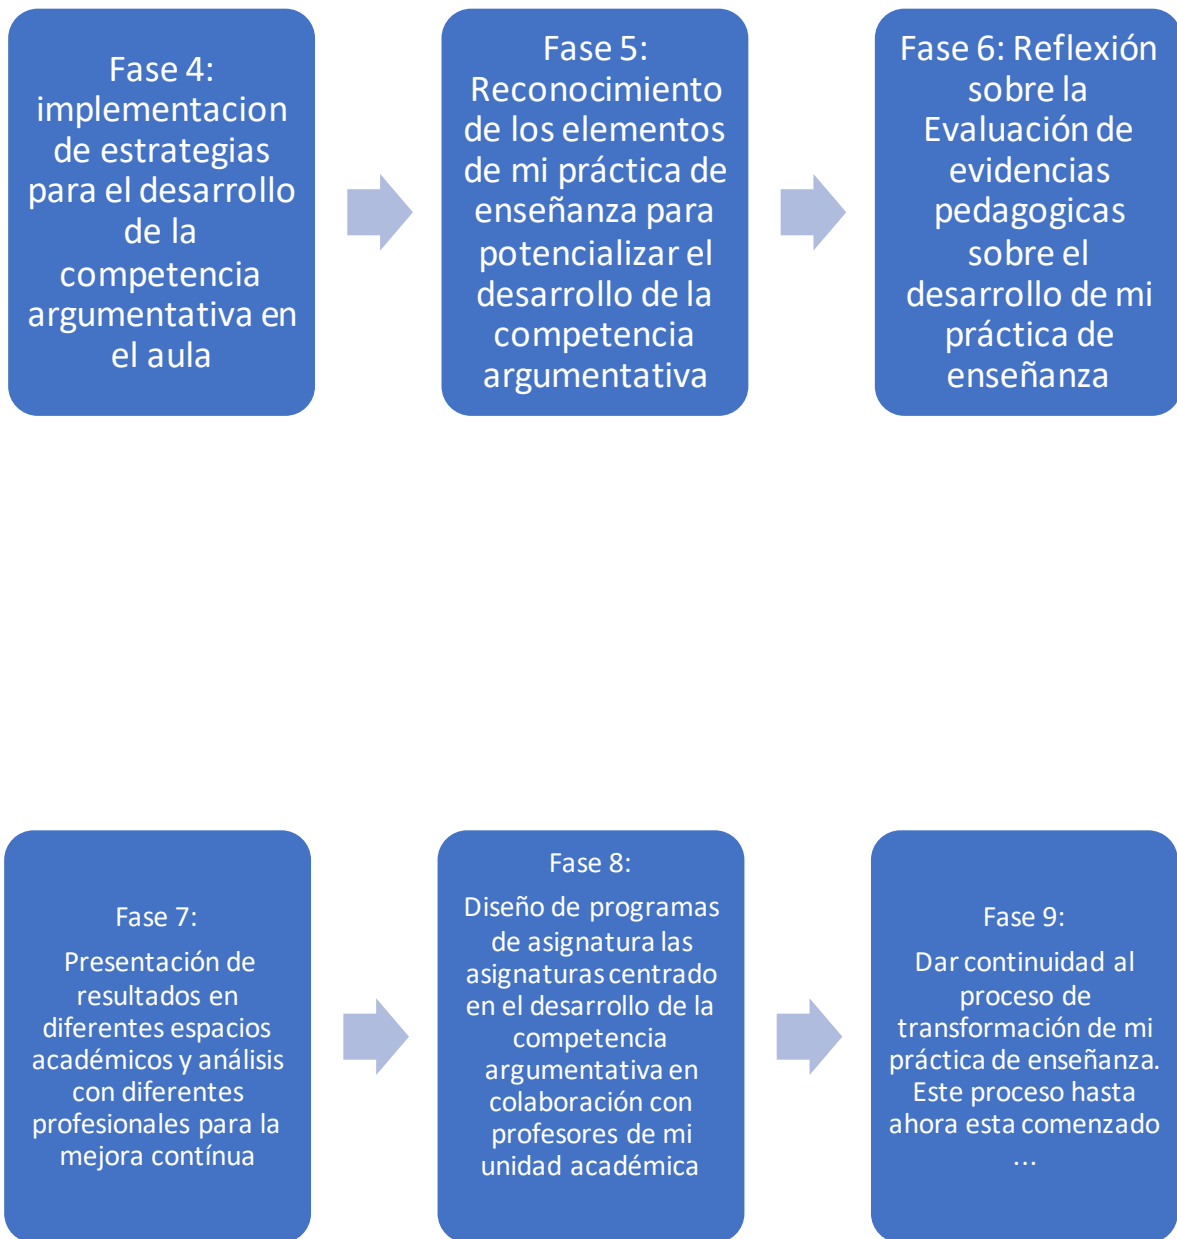 Fase 4:
implementacion
de estrategias
para el desarrollo
de la
competencia
argumentativa en
el aula
Fase 5:
Reconocimiento
de los elementos
de mi práctica de
enseñanza para
potencializar el
desarrollo de la
competencia
argumentativa
Fase 6: Reflexión
sobre la
Evaluación de
evidencias
pedagogicas
sobre el
desarrollo de mi
práctica de
enseñanza
Fase 7:
Presentación de
resultados en
diferentes espacios
académicos y análisis
con diferentes
profesionales para la
mejora contínua
Fase 8:
Diseño de programas
de asignatura las
asignaturas centrado
en el desarrollo de la
competencia
argumentativa en
colaboración con
profesores de mi
unidad académica
Fase 9:
Dar continuidad al
proceso de
transformación de mi
práctica de enseñanza.
Este proceso hasta
ahora esta comenzado
...